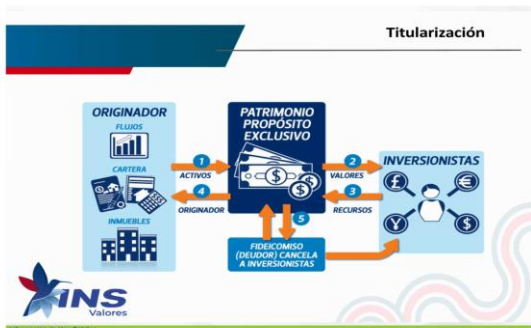 Titularización
ORIGINADOR
FLUJOS
CARTERA
INMUEBLES
1
ACTIVOS
4
ORIGINADOR
PATRIMONIO
PROPÓSITO
EXCLUSIVO
2
VALORES
3
RECURSOS
5
FIDEICOMISO
(DEUDOR) CANCELA
A INVERSIONISTAS
INVERSIONISTAS
INS
Valores